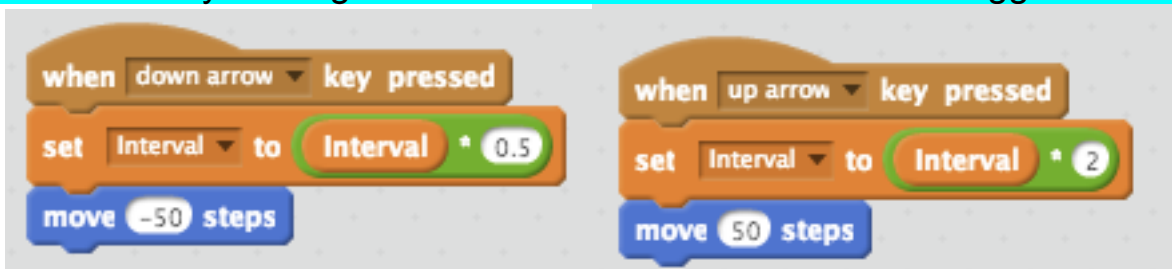 when down arrow key pressed
set Interval to Interval * 0.5
move -50 steps
when up arrow key pressed
set Interval to Interval * 2
move 50 steps